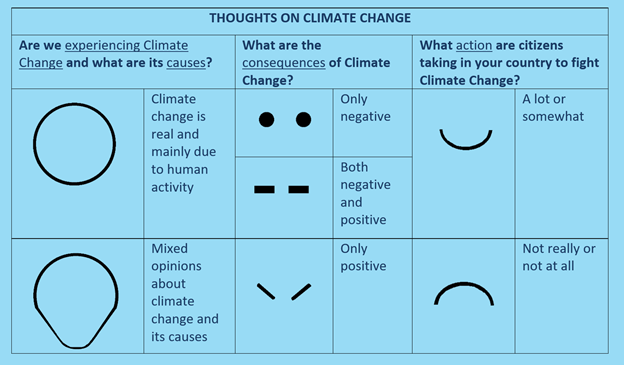 THOUGHTS ON CLIMATE CHANGE
Are we experiencing Climate
Change and what are its causes?
What are the
consequences of Climate
Change?
What action are citizens
taking in your country to fight
Climate Change?
Climate
change is
real and
mainly due
to human
activity
Only
negative
Both
negative
and
positive
A lot or
somewhat
Mixed
opinions
about
climate
change and
its causes
Only
positive
Not really or
not at all